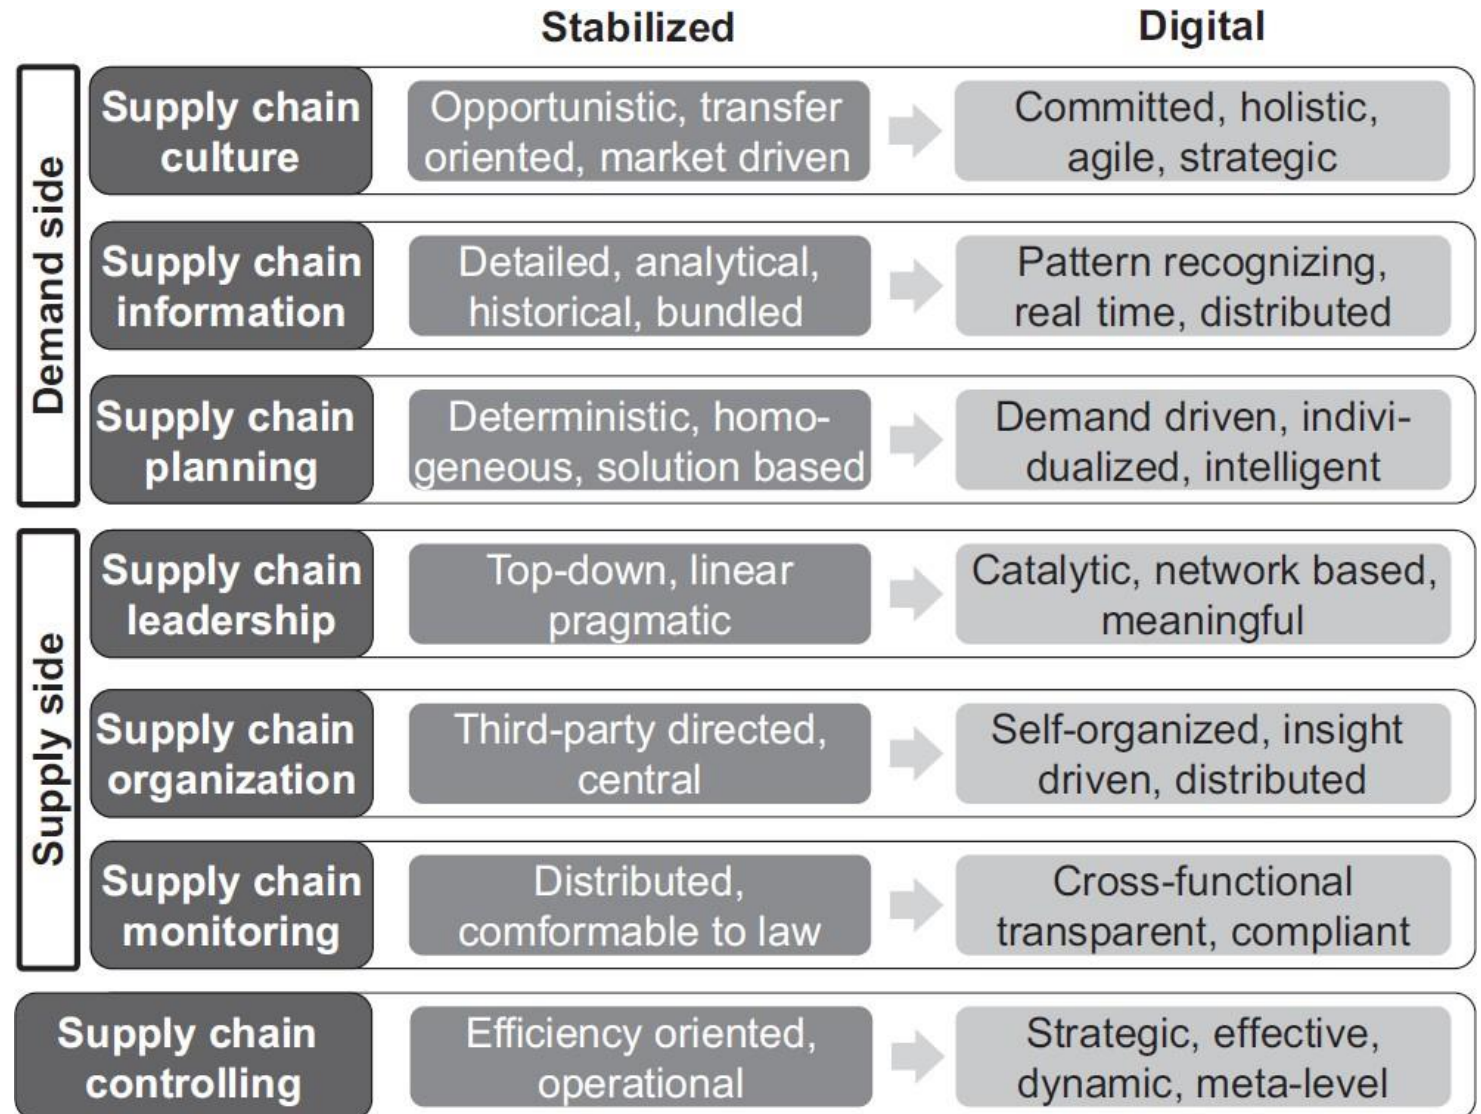 Stabilized
Digital
Demand side
Supply chain
culture
Opportunistic, transfer
oriented, market driven
Committed, holistic,
agile, strategic
Supply chain
information
Detailed, analytical,
historical, bundled
Pattern recognizing,
real time, distributed
Supply chain
planning
Deterministic, homo-
geneous, solution based
Demand driven, indivi-
dualized, intelligent
Supply side
Supply chain
leadership
Top-down, linear
pragmatic
Catalytic, network based,
meaningful
Supply chain
organization
Third-party directed,
central
Self-organized, insight
driven, distributed
Supply chain
monitoring
Distributed,
comformable to law
Cross-functional
transparent, compliant
Supply chain
controlling
Efficiency oriented,
operational
Strategic, effective,
dynamic, meta-level